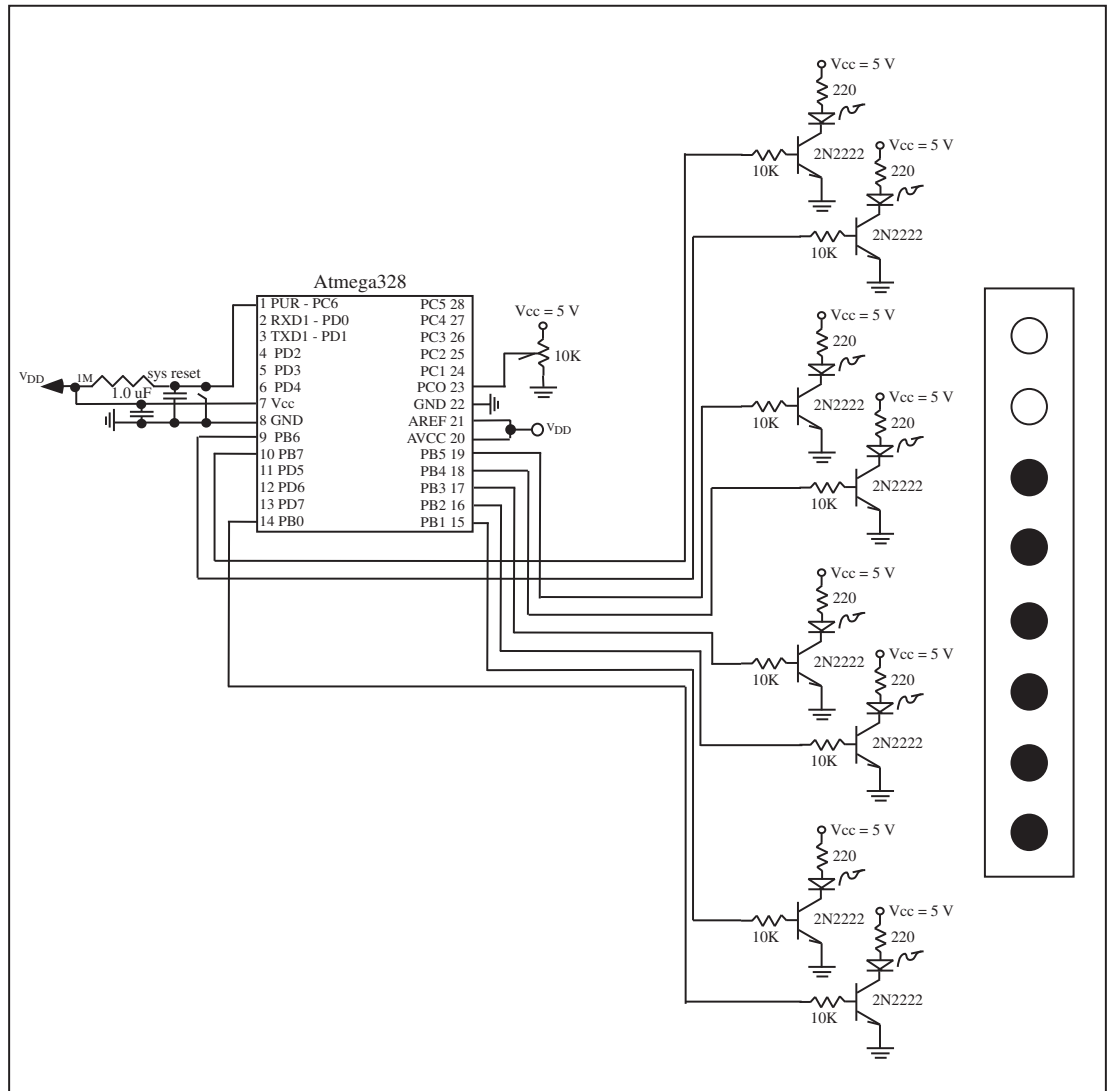 Vcc = 5 V
220
2N2222
10K
Vcc = 5 V
220
2N2222
10K
Atmega328
1 PUR - PC6
2 RXD1 - PD0
3 TXD1 - PD1
4 PD2
5 PD3
6 PD4
7 Vcc
8 GND
9 PB6
10 PB7
11 PD5
12 PD6
13 PD7
14 PB0
PC5 28
PC4 27
PC3 26
PC2 25
PC1 24
PCO 23
GND 22
AREF 21
AVCC 20
PB5 19
PB4 18
PB3 17
PB2 16
PB1 15
VDD
1M
sys reset
1.0 uF
Vcc = 5 V
10K
VDD
Vcc = 5 V
220
2N2222
10K
Vcc = 5 V
220
2N2222
10K
Vcc = 5 V
220
2N2222
10K
Vcc = 5 V
220
2N2222
10K
Vcc = 5 V
220
2N2222
10K
Vcc = 5 V
220
2N2222
10K